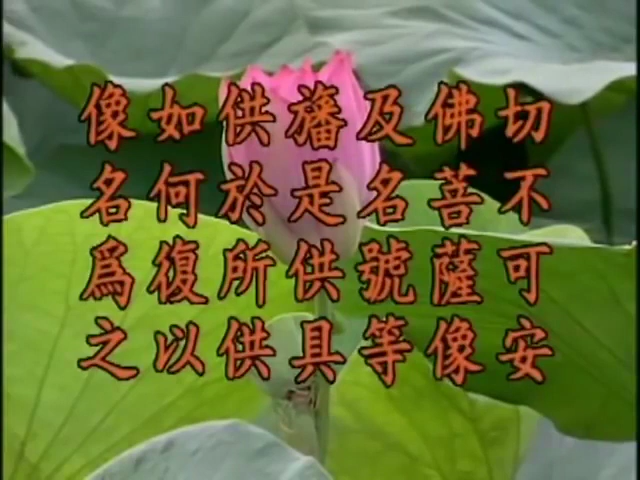 切不可安
佛菩薩像
及名號等
旛是供具
供於所供
如何復以
像名爲之